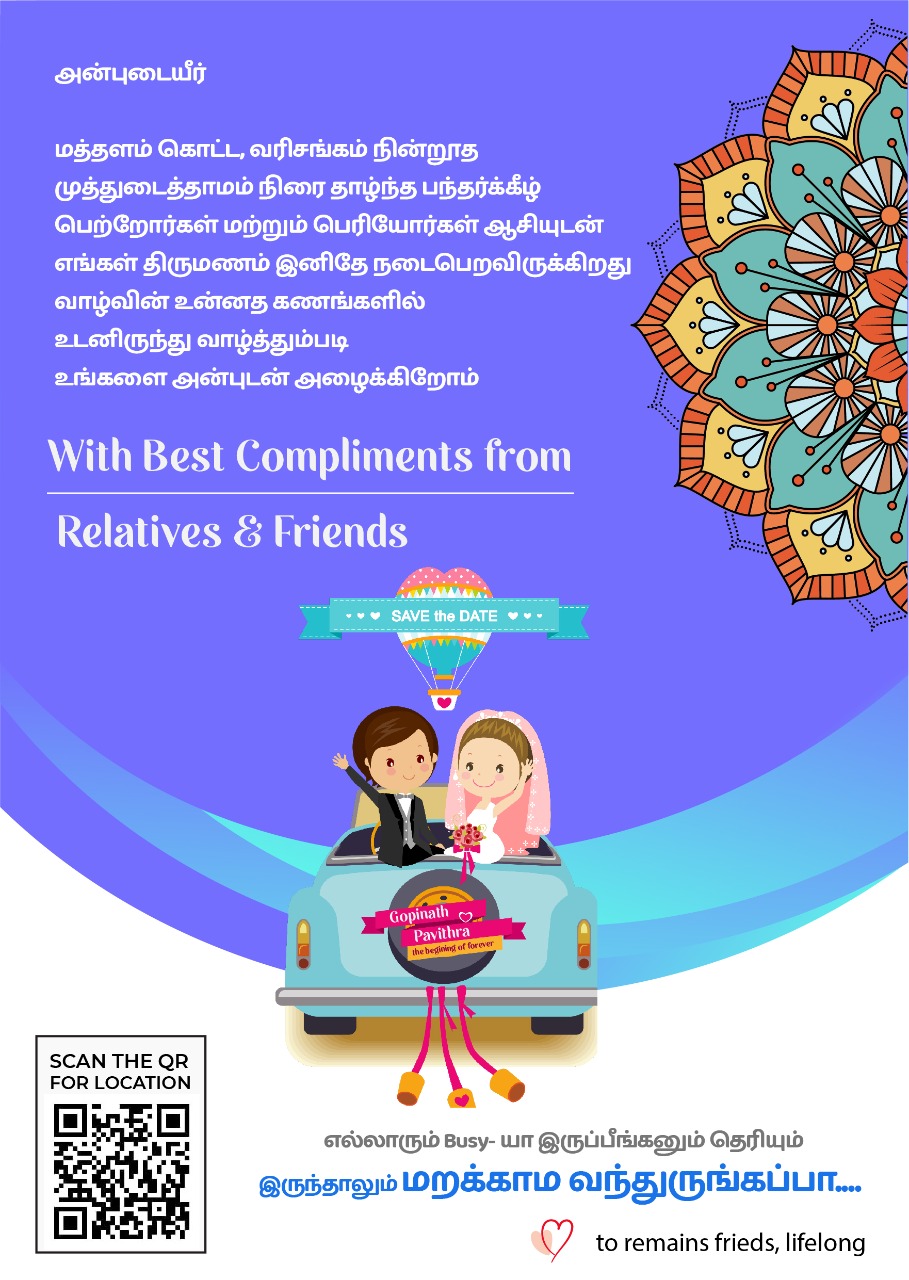 அன்புடையீர்
மத்தளம் கொட்ட, வரிசங்கம் நின்றூத
முத்துடைத்தாமம் நிரை தாழ்ந்த பந்தர்க்கீழ்
பெற்றோர்கள் மற்றும் பெரியோர்கள் ஆசியுடன்
எங்கள் திருமணம் இனிதே நடைபெறவிருக்கிறது
வாழ்வின் உன்னத கணங்களில்
உடனிருந்து வாழ்த்தும்படி
உங்களை அன்புடன் அழைக்கிறோம்
With Best Compliments from
Relatives & Friends
SAVE the DATE
Gopinath
Pavithra
the begining of forever
SCAN THE QR
FOR LOCATION
எல்லாரும் Busy- யா இருப்பீங்கனும் தெரியும்
இருந்தாலும் மறக்காம வந்துருங்கப்பா....
to remains frieds, lifelong